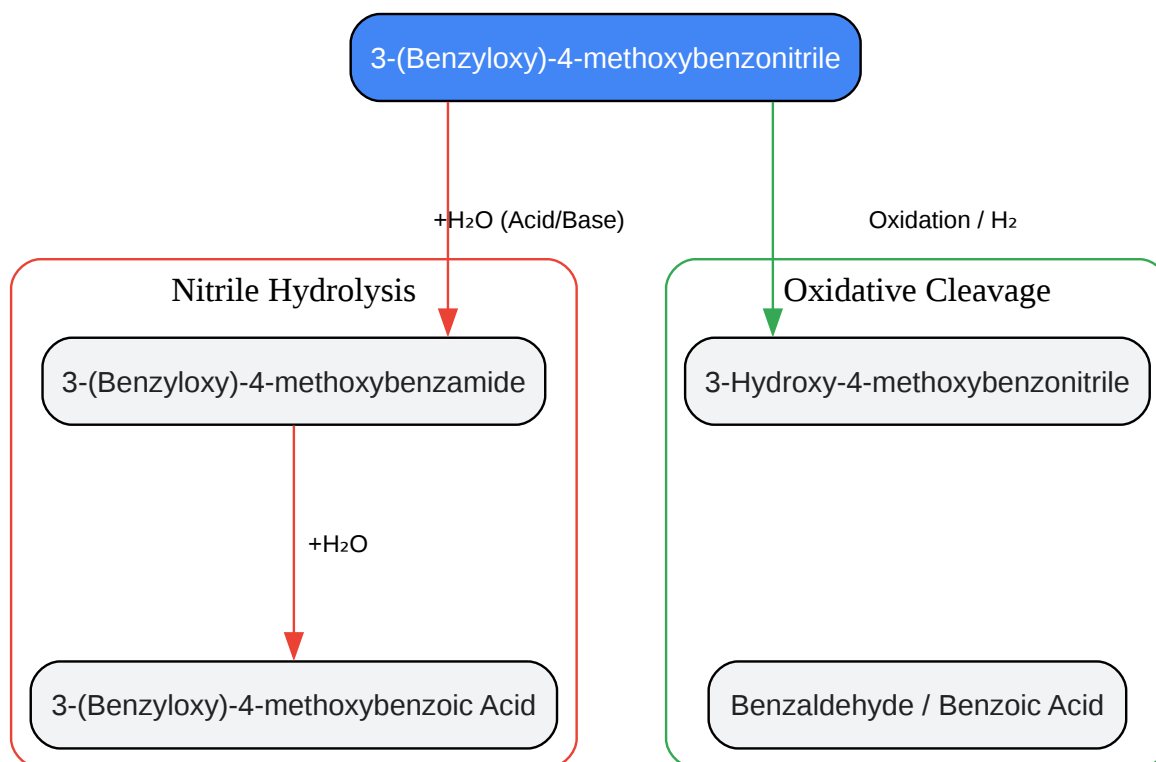 3-(Benzyloxy)-4-methoxybenzonitrile
+H₂O (Acid/Base)
Oxidation / H₂
Nitrile Hydrolysis
Oxidative Cleavage
3-(Benzyloxy)-4-methoxybenzamide
3-Hydroxy-4-methoxybenzonitrile
+H₂O
3-(Benzyloxy)-4-methoxybenzoic Acid
Benzaldehyde / Benzoic Acid